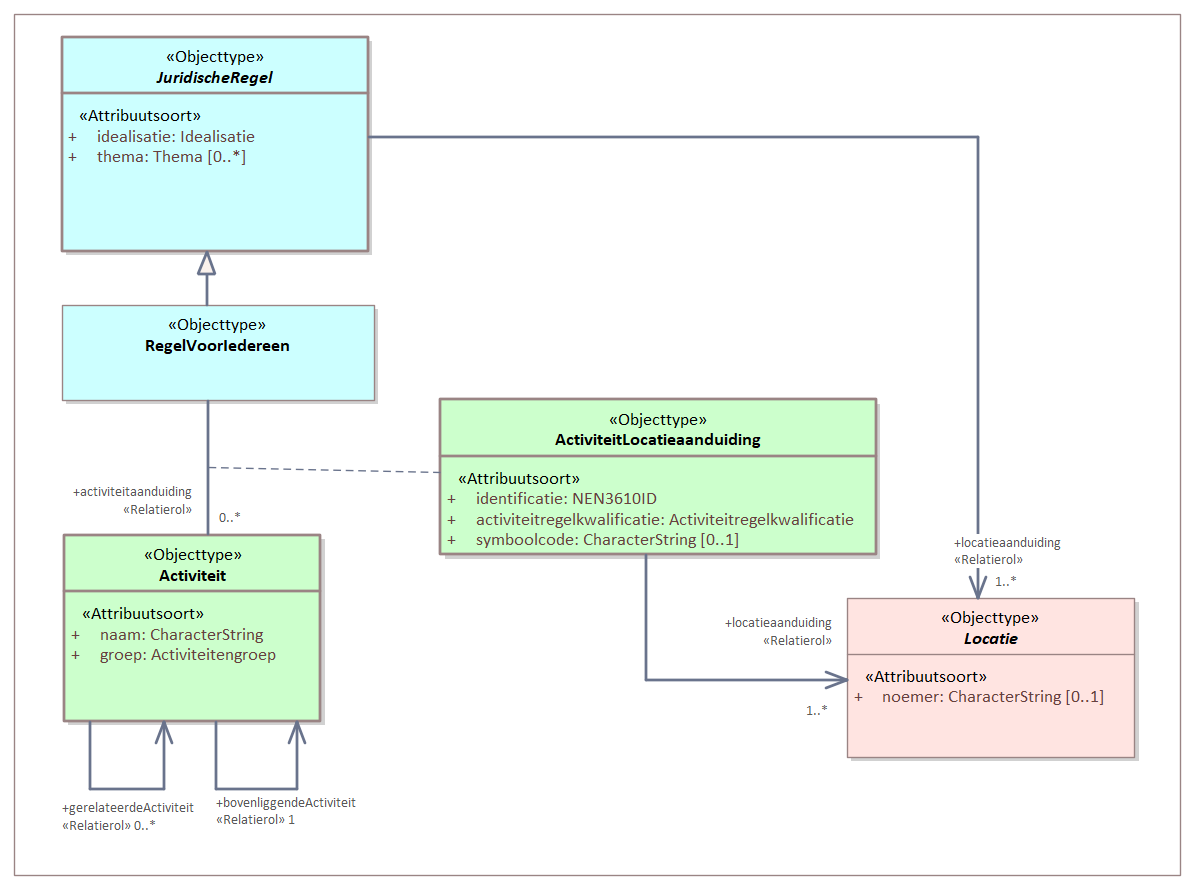 «Objecttype»
JuridischeRegel
«Attribuutsoort»
+ idealisatie: Idealisatie
+ thema: Thema [0..*]
«Objecttype»
RegelVoorIedereen
«Objecttype»
ActiviteitLocatieaanduiding
«Attribuutsoort»
+ identificatie: NEN3610ID
+ activiteitregelkwalificatie: Activiteitregelkwalificatie
+ symboolcode: CharacterString [0..1]
+activiteitaanduiding
«Relatierol»
0..*
«Objecttype»
Activiteit
«Attribuutsoort»
+ naam: CharacterString
+ groep: Activiteitengroep
+locatieaanduiding
«Relatierol»
1..*
+locatieaanduiding
«Relatierol»
1..*
«Objecttype»
Locatie
«Attribuutsoort»
+ noemer: CharacterString [0..1]
+gerelateerdeActiviteit
«Relatierol» 0..*
+bovenliggendeActiviteit
«Relatierol» 1